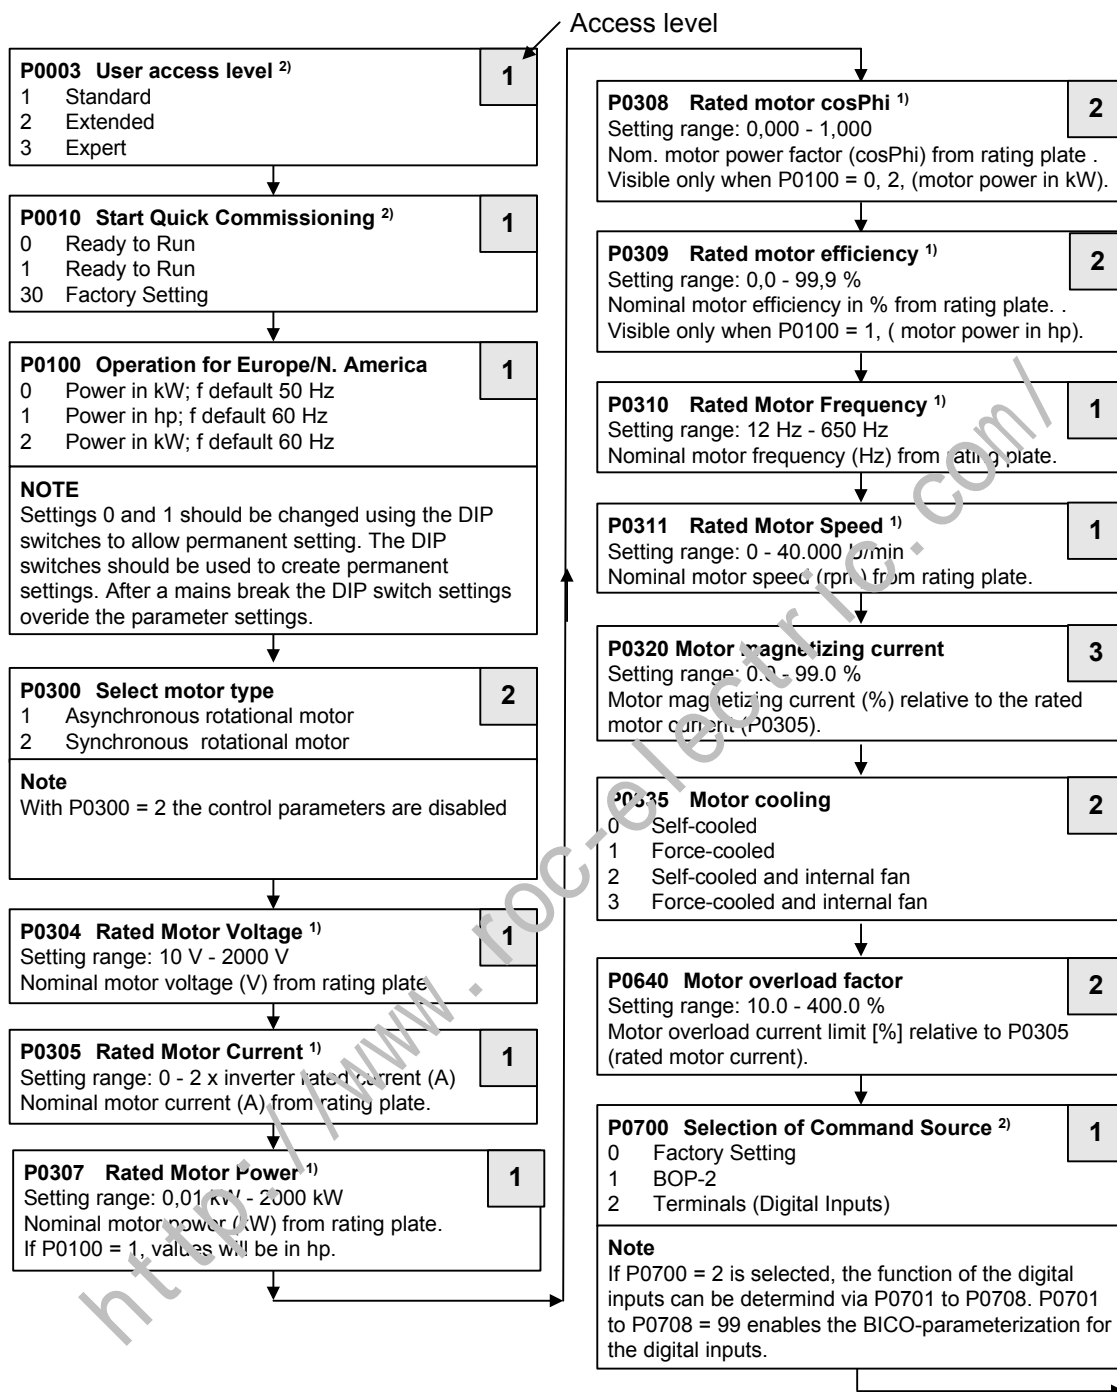 Access level
P0003 User access level 2)
1
1 Standard
2 Extended
3 Expert
P0010 Start Quick Commissioning 2)
1
0 Ready to Run
1 Ready to Run
30 Factory Setting
P0100 Operation for Europe/N. America
1
0 Power in kW; f default 50 Hz
1 Power in hp; f default 60 Hz
2 Power in kW; f default 60 Hz
NOTE
Settings 0 and 1 should be changed using the DIP
switches to allow permanent setting. The DIP
switches should be used to create permanent
settings. After a mains break the DIP switch settings
overide the parameter settings.
P0300 Select motor type
2
1 Asynchronous rotational motor
2 Synchronous rotational motor
Note
With P0300 = 2 the control parameters are disabled
P0304 Rated Motor Voltage 1)
1
Setting range: 10 V - 2000 V
Nominal motor voltage (V) from rating plate
P0305 Rated Motor Current 1)
1
Setting range: 0 - 2 x inverter rated current (A)
Nominal motor current (A) from rating plate.
P0307 Rated Motor Power 1)
1
Setting range: 0,01 kW - 2000 kW
Nominal motor power (kW) from rating plate.
If P0100 = 1, values will be in hp.
P0308 Rated motor cosPhi 1)
2
Setting range: 0,000 - 1,000
Nom. motor power factor (cosPhi) from rating plate .
Visible only when P0100 = 0, 2, (motor power in kW).
P0309 Rated motor efficiency 1)
2
Setting range: 0,0 - 99,9 %
Nominal motor efficiency in % from rating plate. .
Visible only when P0100 = 1, ( motor power in hp).
P0310 Rated Motor Frequency 1)
1
Setting range: 12 Hz - 650 Hz
Nominal motor frequency (Hz) from rating plate.
P0311 Rated Motor Speed 1)
1
Setting range: 0 - 40.000 U/min
Nominal motor speed (rpm) from rating plate.
P0320 Motor magnetizing current
3
Setting range: 0.0 - 99.0 %
Motor magnetizing current (%) relative to the rated
motor current (P0305).
P0335 Motor cooling
2
0 Self-cooled
1 Force-cooled
2 Self-cooled and internal fan
3 Force-cooled and internal fan
P0640 Motor overload factor
2
Setting range: 10.0 - 400.0 %
Motor overload current limit [%] relative to P0305
(rated motor current).
P0700 Selection of Command Source 2)
1
0 Factory Setting
1 BOP-2
2 Terminals (Digital Inputs)
Note
If P0700 = 2 is selected, the function of the digital
inputs can be determind via P0701 to P0708. P0701
to P0708 = 99 enables the BICO-parameterization for
the digital inputs.
http://www.roc-electric.com/